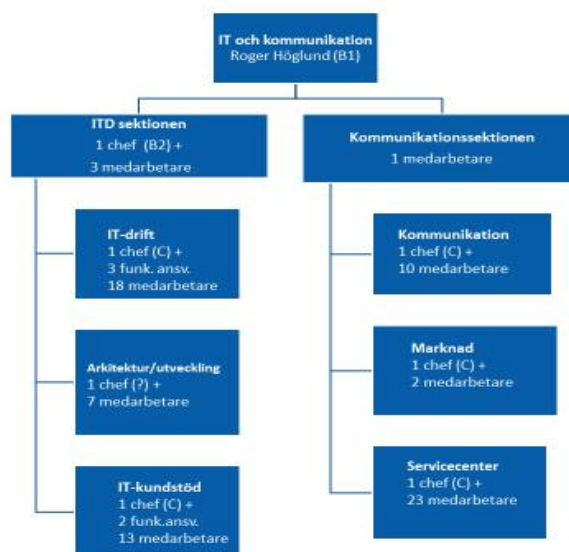 IT och kommunikation
Roger Höglund (B1)
ITD sektionen
1 chef (B2) +
3 medarbetare
Kommunikationssektionen
1 medarbetare
IT-drift
1 chef (C) +
3 funk. ansv.
18 medarbetare
Kommunikation
1 chef (C) +
10 medarbetare
Arkitektur/utveckling
1 chef (?) +
7 medarbetare
Marknad
1 chef (C) +
2 medarbetare
IT-kundstöd
1 chef (C) +
2 funk.ansv.
13 medarbetare
Servicecenter
1 chef (C) +
23 medarbetare